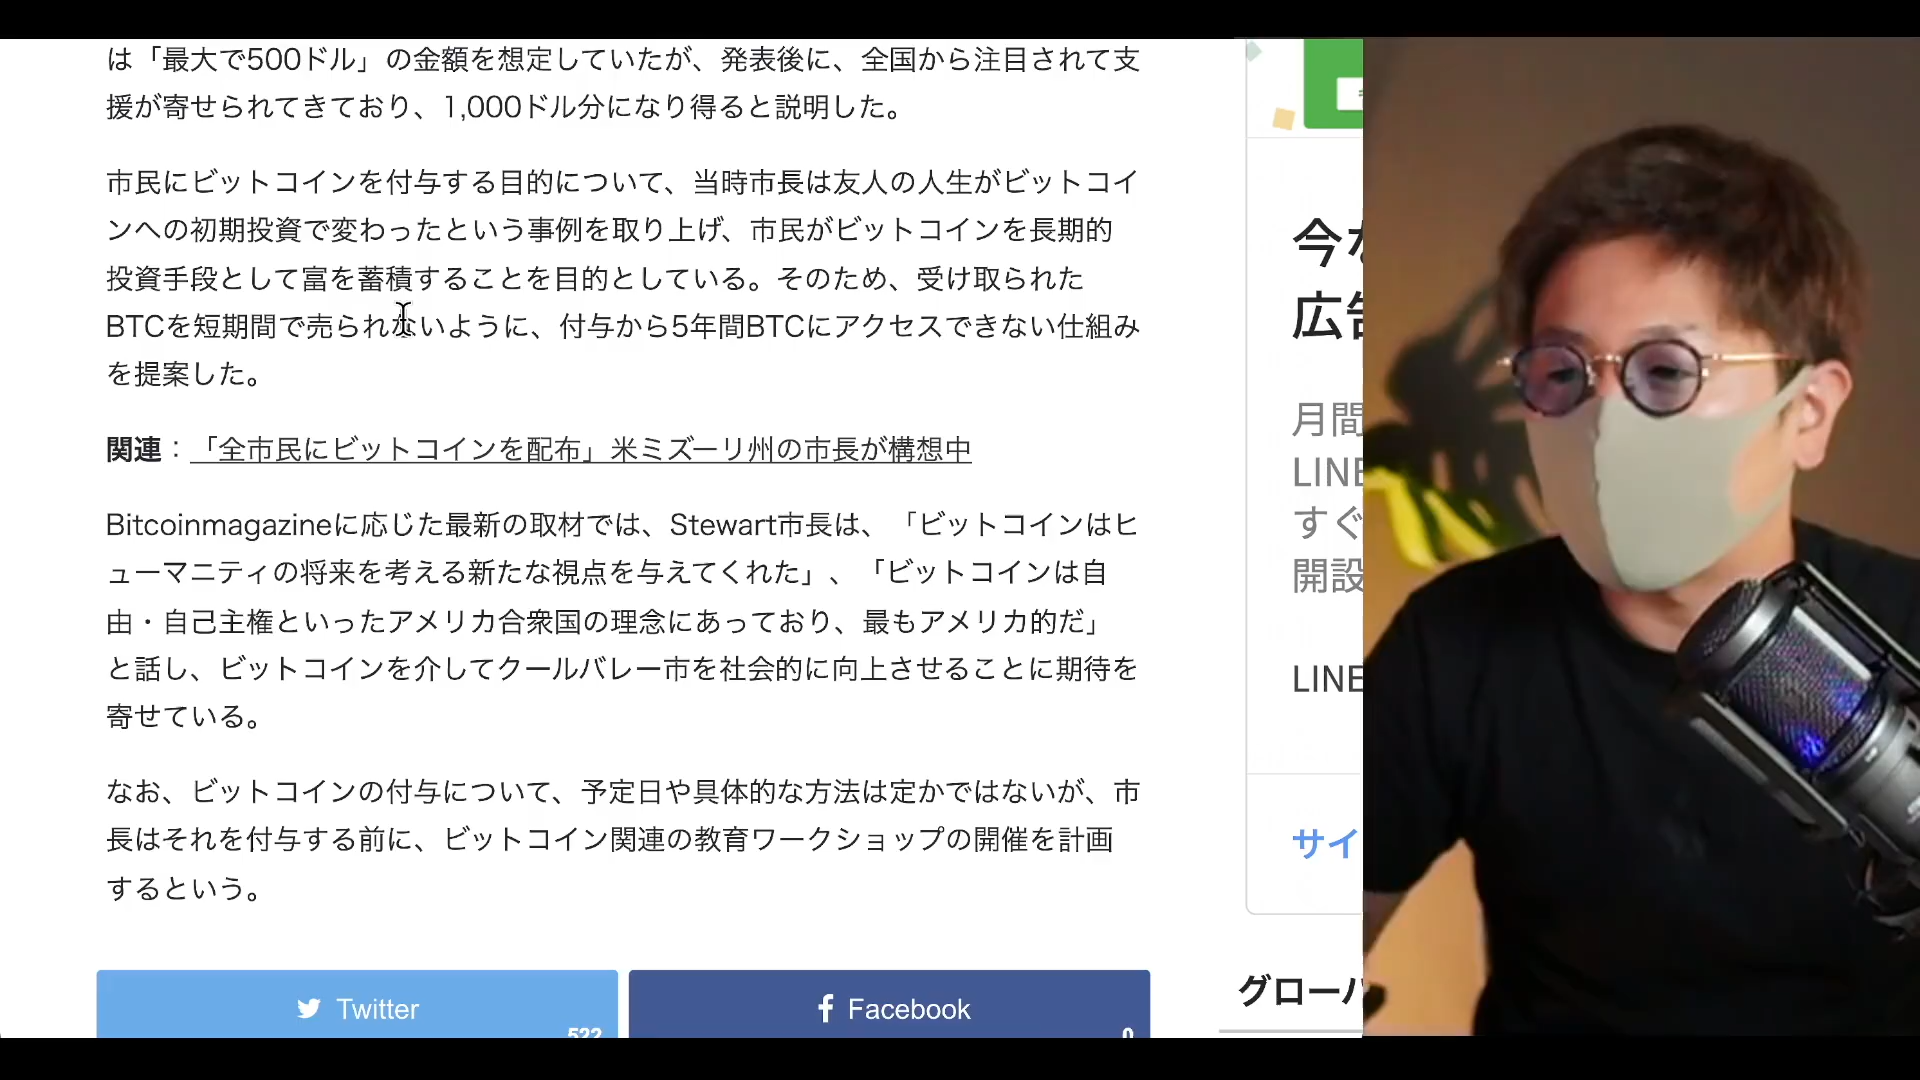 は「最大で500ドル」の金額を想定していたが、発表後に、全国から注目されて支
援が寄せられてきており、1,000ドル分になり得ると説明した。
市民にビットコインを付与する目的について、当時市長は友人の人生がビットコイ
ンへの初期投資で変わったという事例を取り上げ、市民がビットコインを長期的
投資手段として富を蓄積することを目的としている。そのため、受け取られた
BTCを短期間で売られないように、付与から5年間BTCにアクセスできない仕組み
を提案した。
関連：「全市民にビットコインを配布」米ミズーリ州の市長が構想中
Bitcoinmagazineに応じた最新の取材では、Stewart市長は、「ビットコインはヒ
ューマニティの将来を考える新たな視点を与えてくれた」、「ビットコインは自
由・自己主権といったアメリカ合衆国の理念にあっており、最もアメリカ的だ」
と話し、ビットコインを介してクールバレー市を社会的に向上させることに期待を
寄せている。
なお、ビットコインの付与について、予定日や具体的な方法は定かではないが、市
長はそれを付与する前に、ビットコイン関連の教育ワークショップの開催を計画
するという。
Twitter
522
Facebook
0
今
広
月間
LINE
すぐ
開設
LINE
サイ
グロー